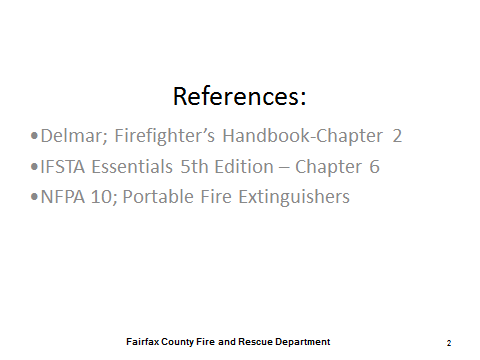 References:
•Delmar; Firefighter’s Handbook-Chapter 2
•IFSTA Essentials 5th Edition – Chapter 6
•NFPA 10; Portable Fire Extinguishers
Fairfax County Fire and Rescue Department
2